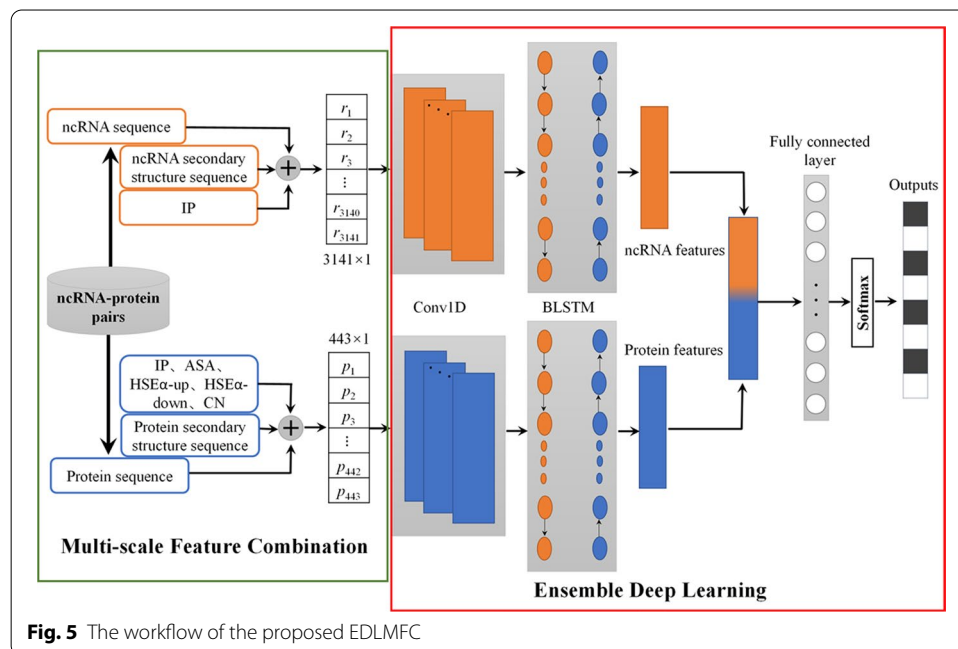 ncRNA sequence
ncRNA secondary
structure sequence
IP
ncRNA-protein
pairs
IP、ASA、
HSEα-up、HSEα-
down、CN
Protein secondary
structure sequence
Protein sequence
+
+
r1
r2
r3
⋮
r3140
r3141
3141×1
443×1
p1
p2
p3
⋮
p442
p443
Multi-scale Feature Combination
Conv1D
BLSTM
ncRNA features
Protein features
Fully connected
layer
Softmax
Outputs
Ensemble Deep Learning
Fig. 5 The workflow of the proposed EDLMFC